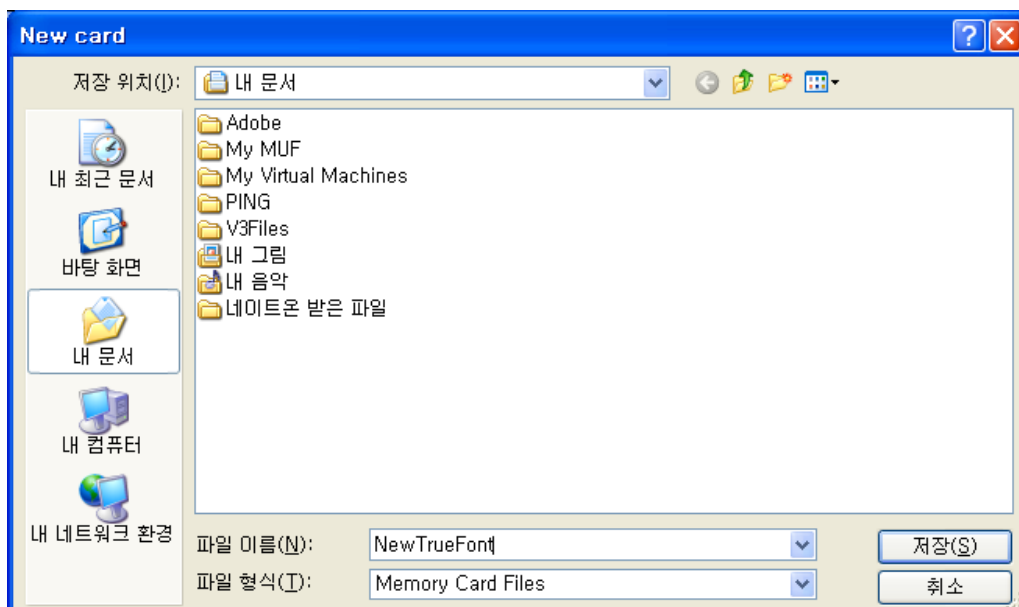 New card
저장 위치(I):
내 문서
내 최근 문서
바탕 화면
내 문서
내 컴퓨터
내 네트워크 환경
Adobe
My MUF
My Virtual Machines
PING
V3Files
내 그림
내 음악
네이트온 받은 파일
파일 이름(N):
NewTrueFont
저장(S)
파일 형식(T):
Memory Card Files
취소